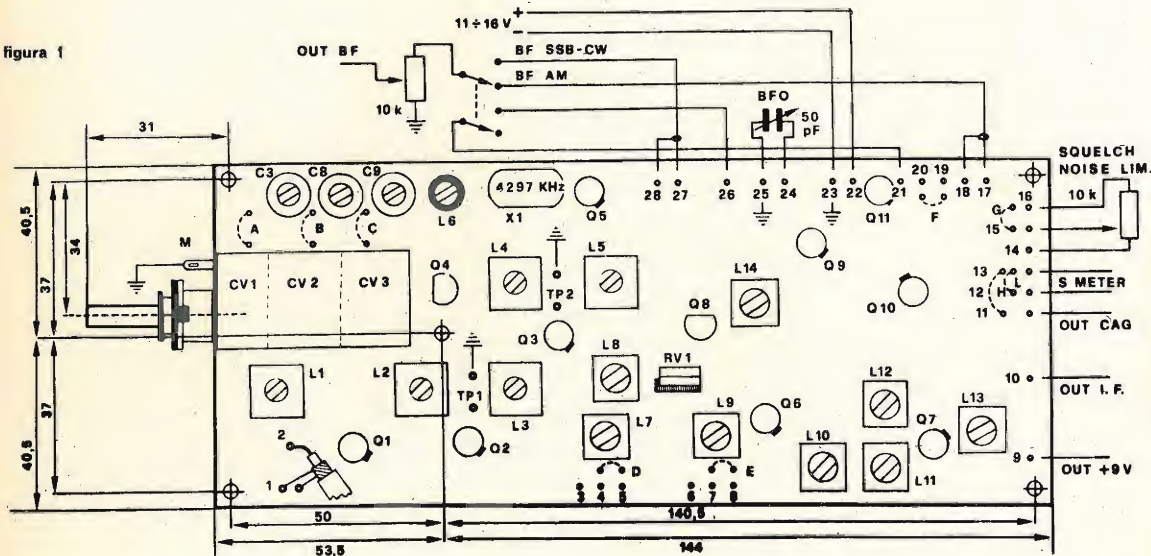 figura 1
11÷16 V
+
−
OUT BF
BF SSB-CW
BF AM
10 k
BFO
50
pF
31
SQUELCH
NOISE LIM.
10 k
C3
C8
C9
L6
4297 KHz
X1
Q5
28
27
26
25
24
23
22
Q11
21
20
19
18
17
F
16
G
15
14
A
B
C
M
40,5
37
34
CV1
CV2
CV3
Q4
L4
L5
TP2
L14
Q9
Q10
13
L
S METER
12
H
11
OUT CAG
Q3
Q8
L8
RV1
10
OUT I.F.
L1
L2
TP1
L3
L7
L9
Q6
L12
L13
Q7
40,5
37
2
1
Q1
Q2
D
E
L10
L11
9
OUT +9V
3
4
5
6
7
8
50
140,5
53,5
144